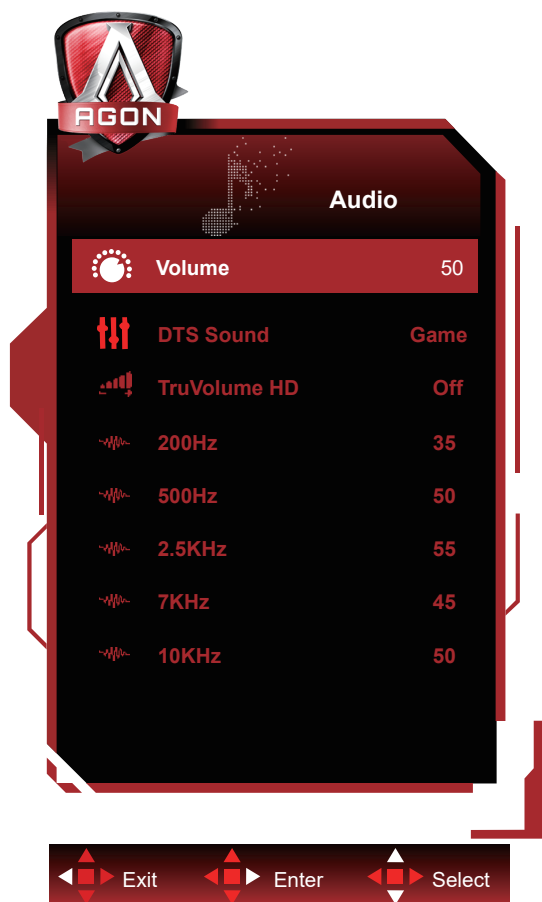 AGON
Audio
Volume 50
DTS Sound Game
TruVolume HD Off
200Hz 35
500Hz 50
2.5KHz 55
7KHz 45
10KHz 50
Exit Enter Select